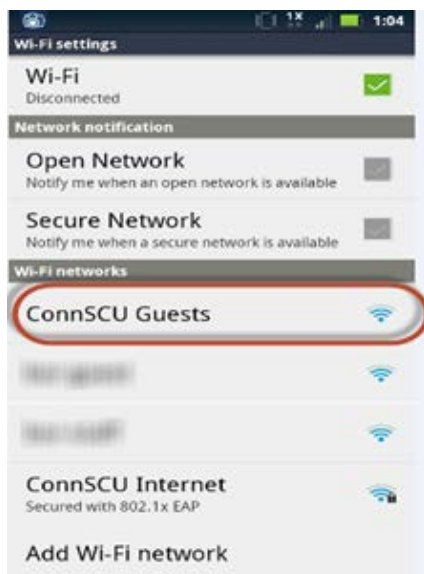 1X 1:04
Wi-Fi settings
Wi-Fi
Disconnected
Network notification
Open Network
Notify me when an open network is available
Secure Network
Notify me when a secure network is available
Wi-Fi networks
ConnSCU Guests
ConnSCU Internet
Secured with 802.1x EAP
Add Wi-Fi network